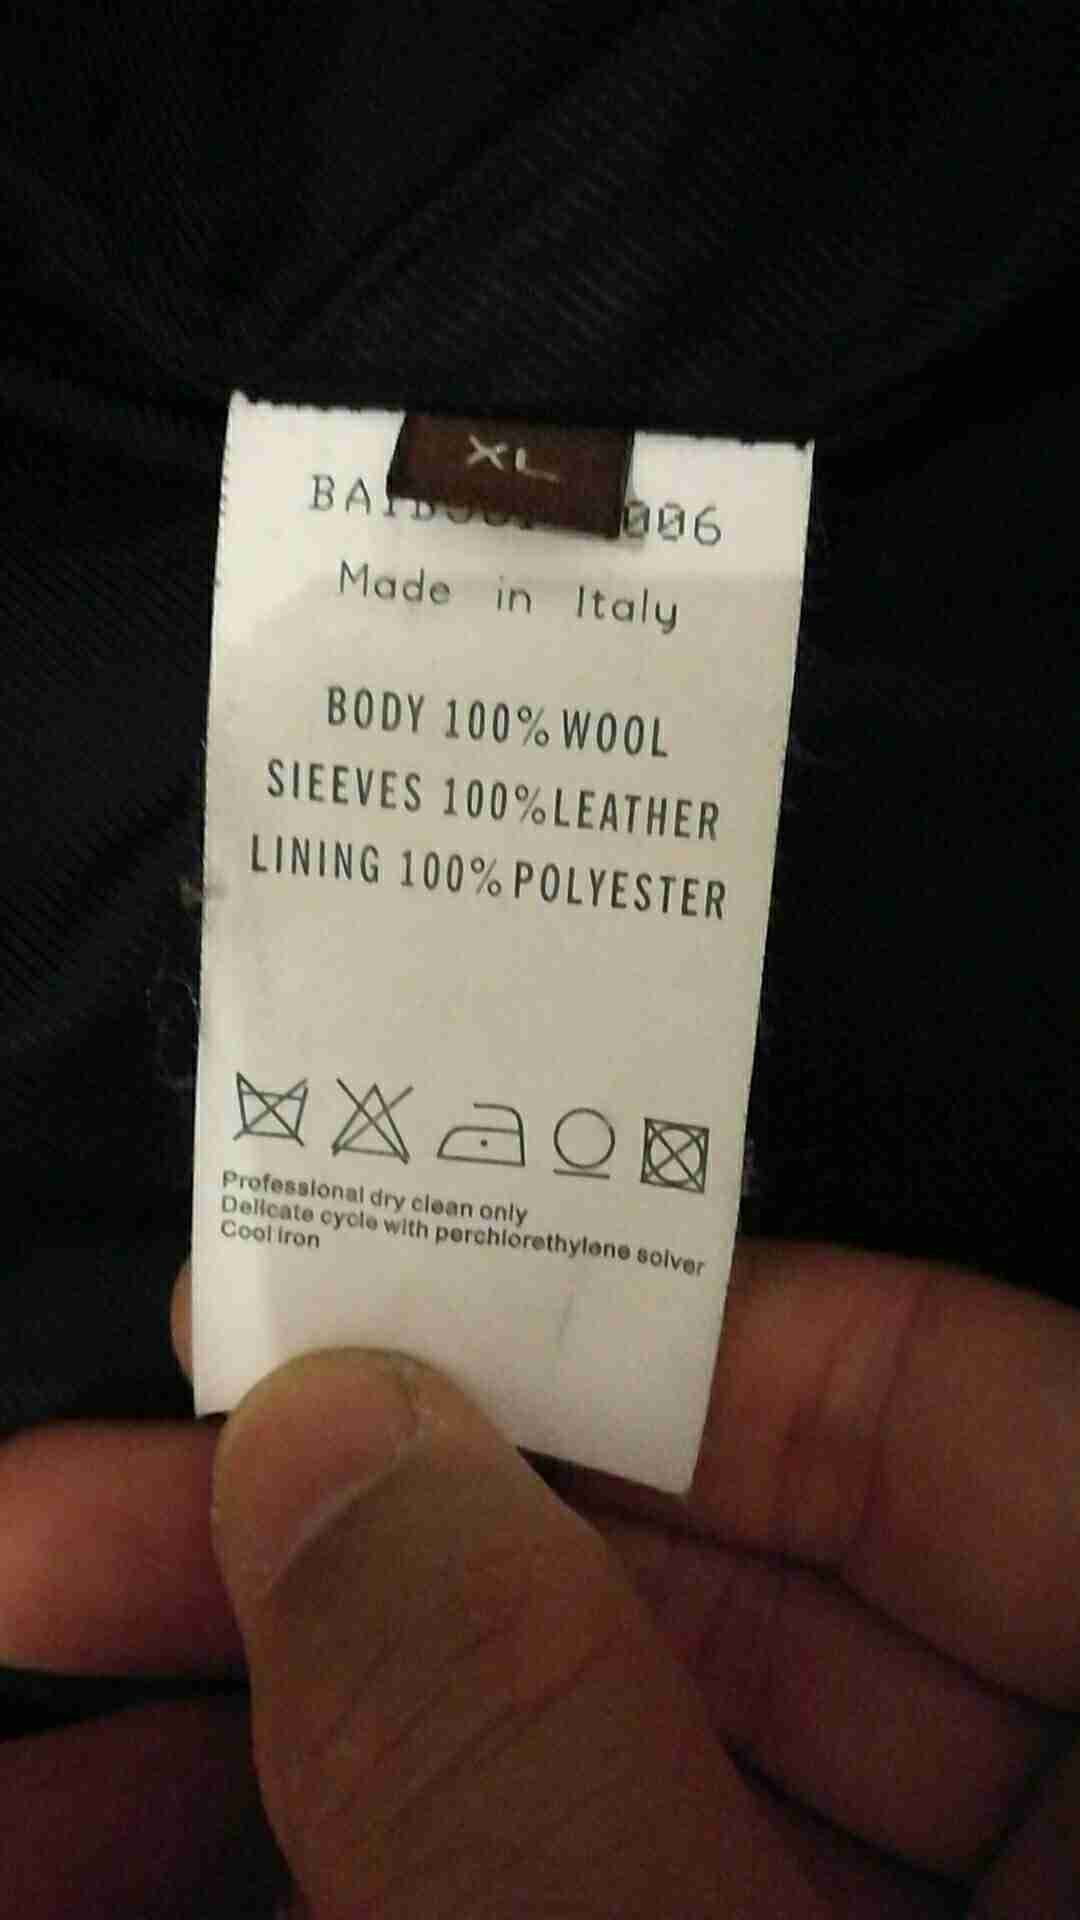 XL
006
Made in Italy
BODY 100% WOOL
SIEEVES 100%LEATHER
LINING 100% POLYESTER
Professional dry clean only
Delicate cycle with perchlorethylene solver
Cool iron